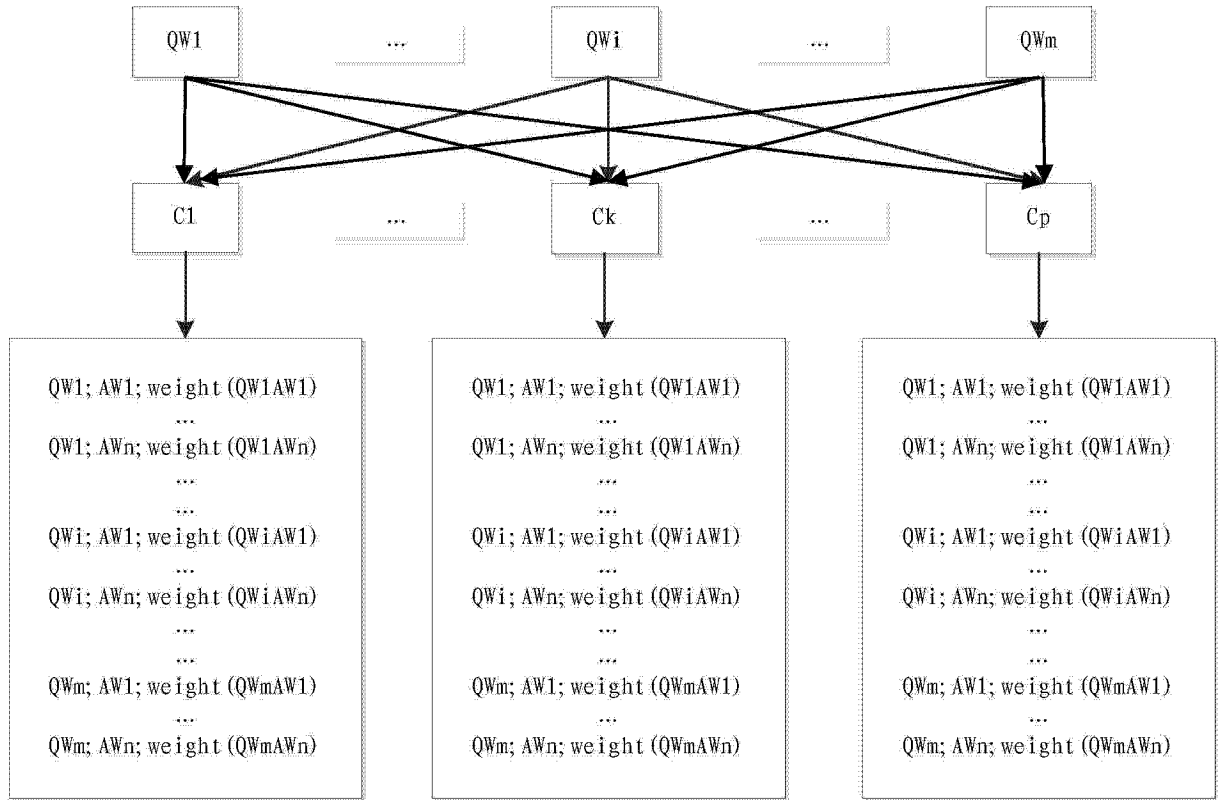 QW1 ... QWi ... QWm
C1 ... Ck ... Cp
QW1; AW1; weight(QW1AW1)
...
QW1; AWn; weight(QW1AWn)
...
...
QWi; AW1; weight(QWiAW1)
...
QWi; AWn; weight(QWiAWn)
...
...
QWm; AW1; weight(QWmAW1)
...
QWm; AWn; weight(QWmAWn)
QW1; AW1; weight(QW1AW1)
...
QW1; AWn; weight(QW1AWn)
...
...
QWi; AW1; weight(QWiAW1)
...
QWi; AWn; weight(QWiAWn)
...
...
QWm; AW1; weight(QWmAW1)
...
QWm; AWn; weight(QWmAWn)
QW1; AW1; weight(QW1AW1)
...
QW1; AWn; weight(QW1AWn)
...
...
QWi; AW1; weight(QWiAW1)
...
QWi; AWn; weight(QWiAWn)
...
...
QWm; AW1; weight(QWmAW1)
...
QWm; AWn; weight(QWmAWn)